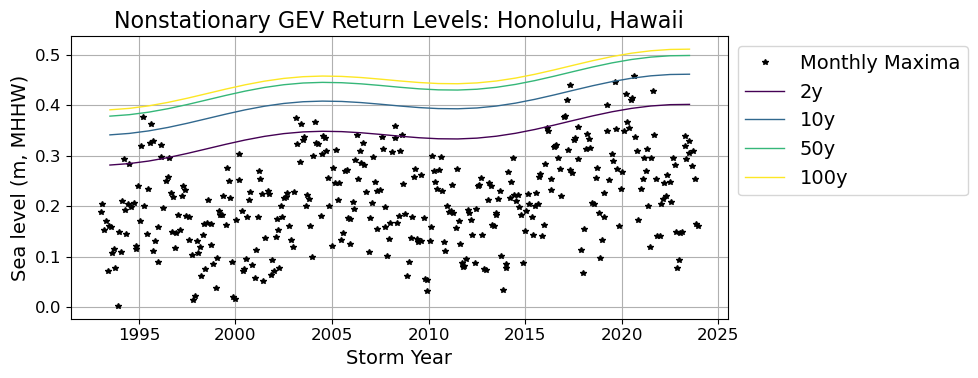 Nonstationary GEV Return Levels: Honolulu, Hawaii
Sea level (m, MHHW)
0.5
0.4
0.3
0.2
0.1
0.0
1995 2000 2005 2010 2015 2020 2025
Storm Year
Monthly Maxima
2y
10y
50y
100y